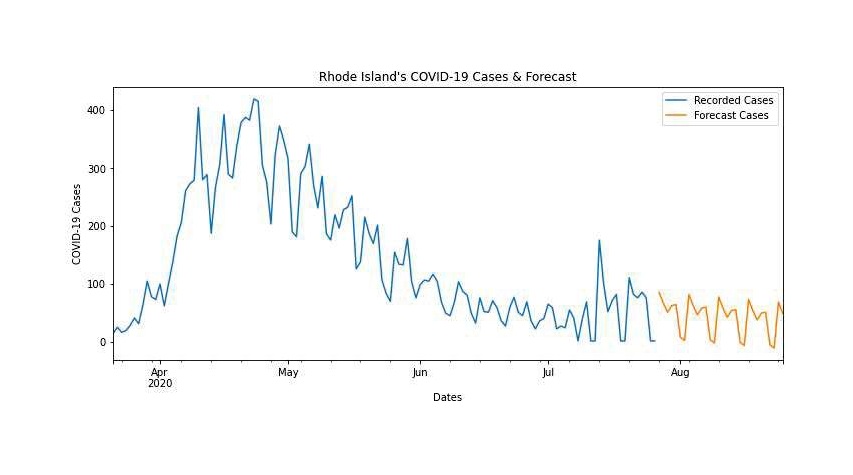 Rhode Island's COVID-19 Cases & Forecast
Recorded Cases
Forecast Cases
COVID-19 Cases
400
300
200
100
0
Apr
2020
May
Jun
Jul
Aug
Dates